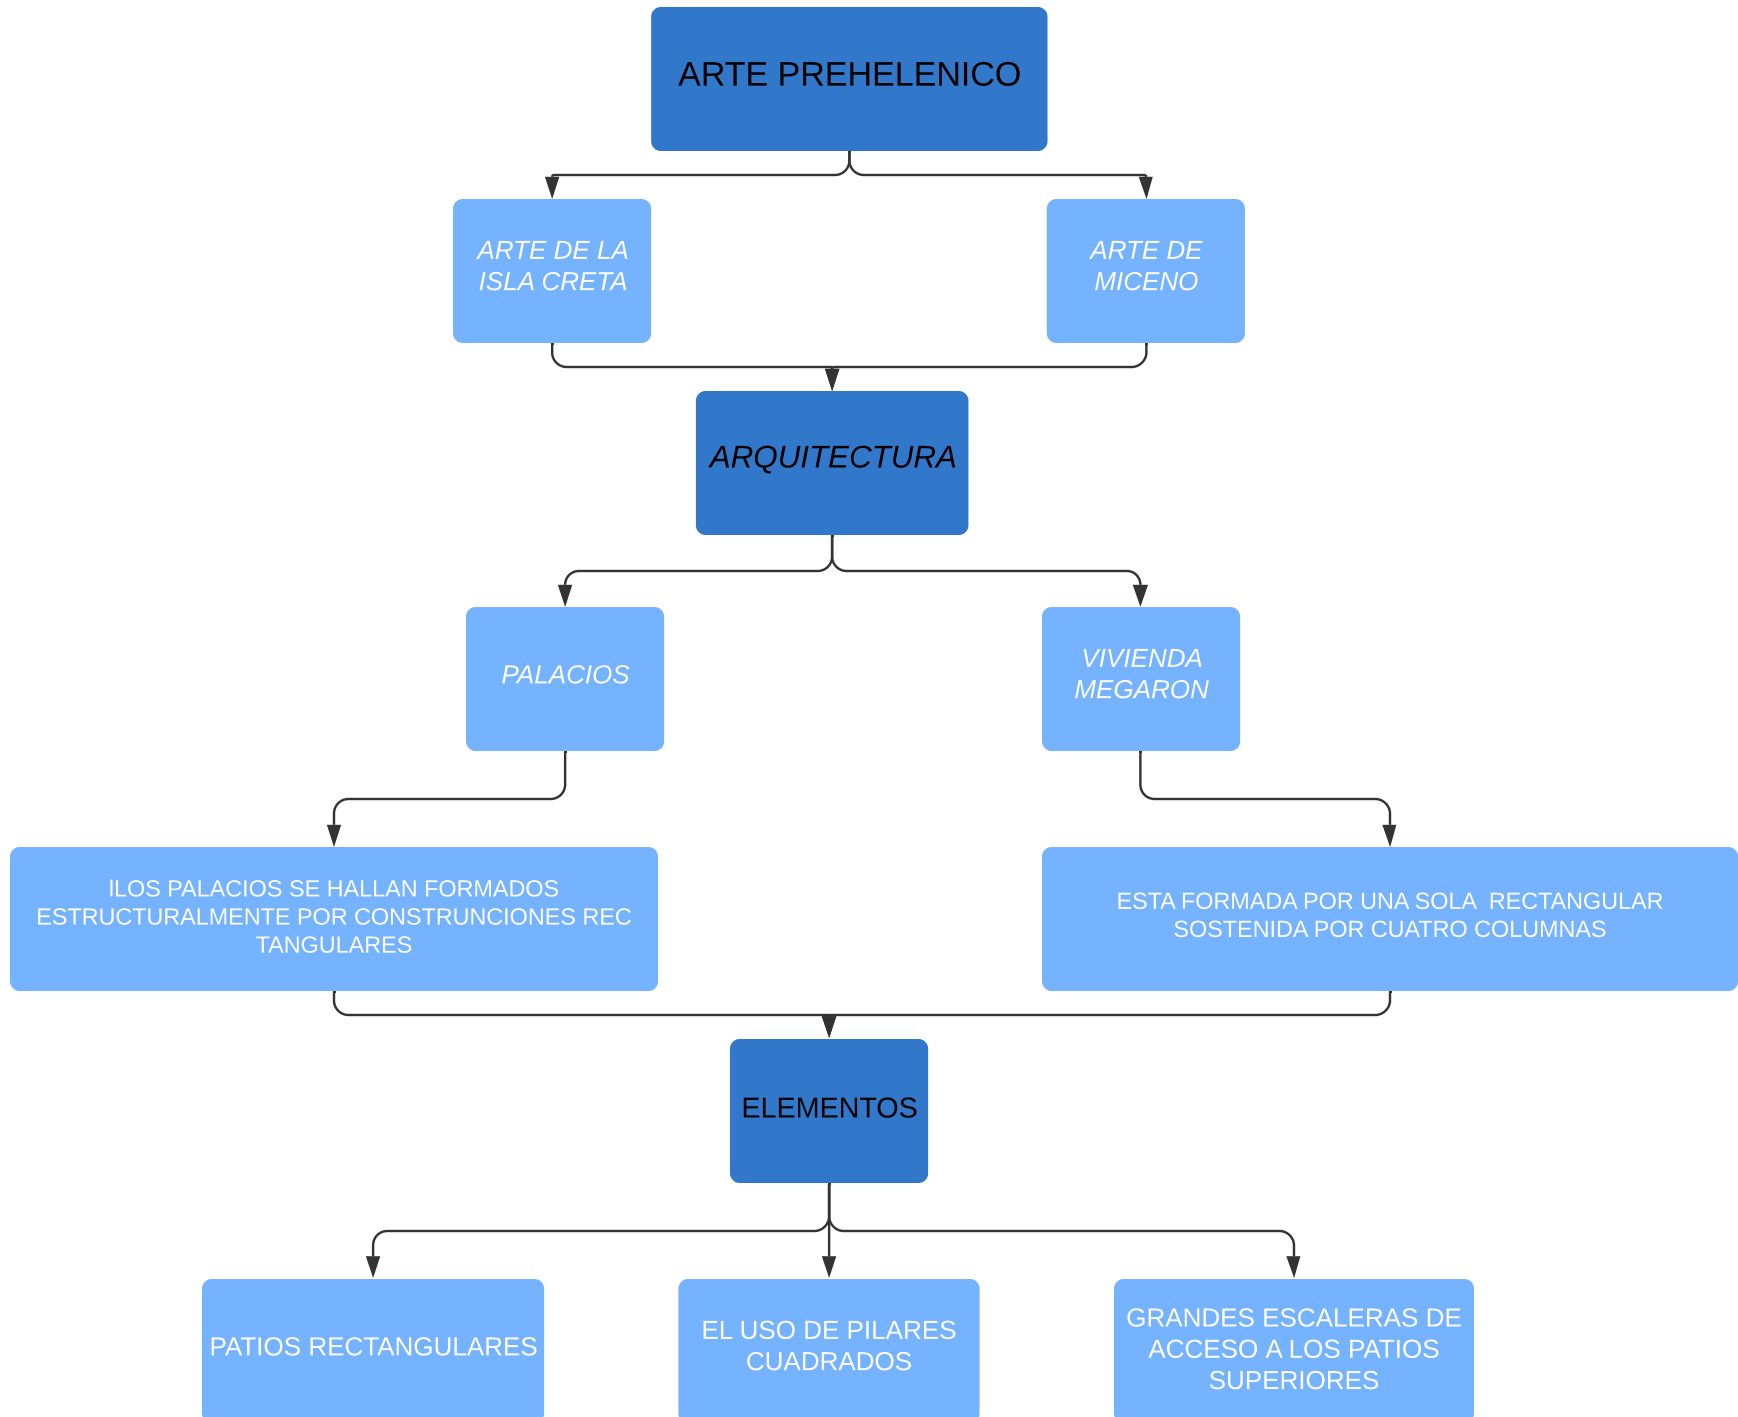 ARTE PREHELENICO
ARTE DE LA
ISLA CRETA
ARTE DE
MICENO
ARQUITECTURA
PALACIOS
VIVIENDA
MEGARON
lLOS PALACIOS SE HALLAN FORMADOS
ESTRUCTURALMENTE POR CONSTRUNCIONES REC
TANGULARES
ESTA FORMADA POR UNA SOLA  RECTANGULAR
SOSTENIDA POR CUATRO COLUMNAS
ELEMENTOS
PATIOS RECTANGULARES
EL USO DE PILARES
CUADRADOS
GRANDES ESCALERAS DE
ACCESO A LOS PATIOS
SUPERIORES